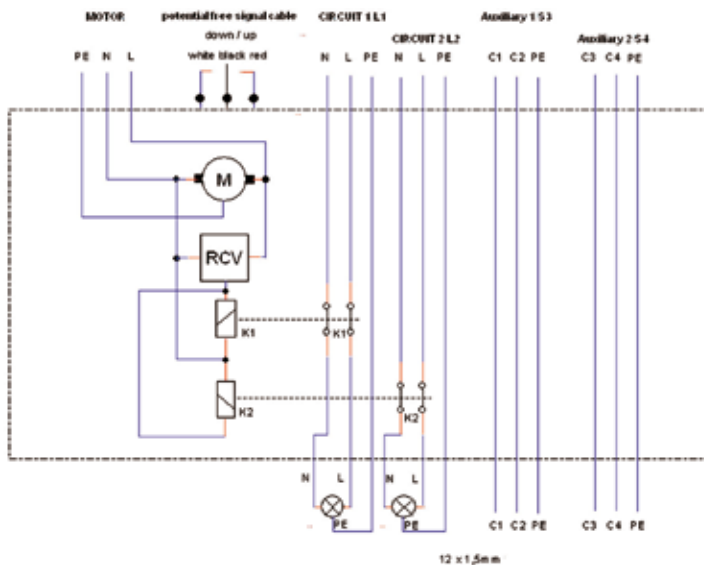 MOTOR potential free signal cable CIRCUIT 1 L1 Auxiliary 1 S3
down / up CIRCUIT 2 L2 Auxiliary 2 S4
white black red
PE N L N L PE N L PE C1 C2 PE C3 C4 PE
M
RCV
K1 K1
K2 K2
N L N L
PE PE C1 C2 PE C3 C4 PE
12 x 1,5mm